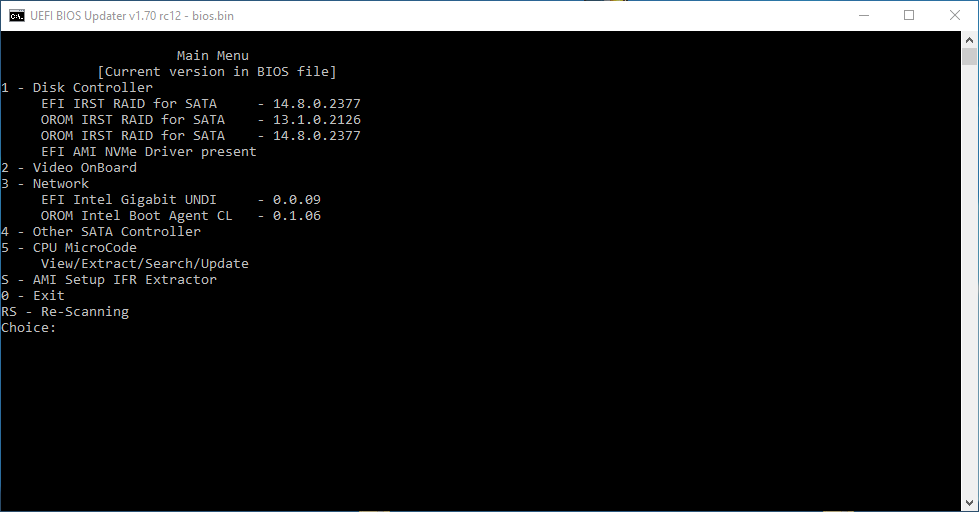 UEFI BIOS Updater v1.70 rc12 - bios.bin
Main Menu
[Current version in BIOS file]
1 - Disk Controller
EFI IRST RAID for SATA - 14.8.0.2377
OROM IRST RAID for SATA - 13.1.0.2126
OROM IRST RAID for SATA - 14.8.0.2377
EFI AMI NVMe Driver present
2 - Video OnBoard
3 - Network
EFI Intel Gigabit UNDI - 0.0.09
OROM Intel Boot Agent CL - 0.1.06
4 - Other SATA Controller
5 - CPU MicroCode
View/Extract/Search/Update
S - AMI Setup IFR Extractor
0 - Exit
RS - Re-Scanning
Choice: